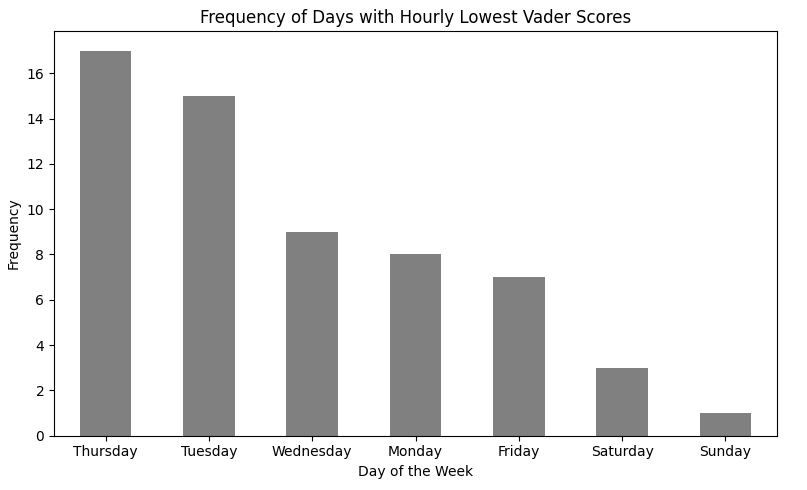 Frequency of Days with Hourly Lowest Vader Scores
Frequency
16
14
12
10
8
6
4
2
0
Thursday Tuesday Wednesday Monday Friday Saturday Sunday
Day of the Week